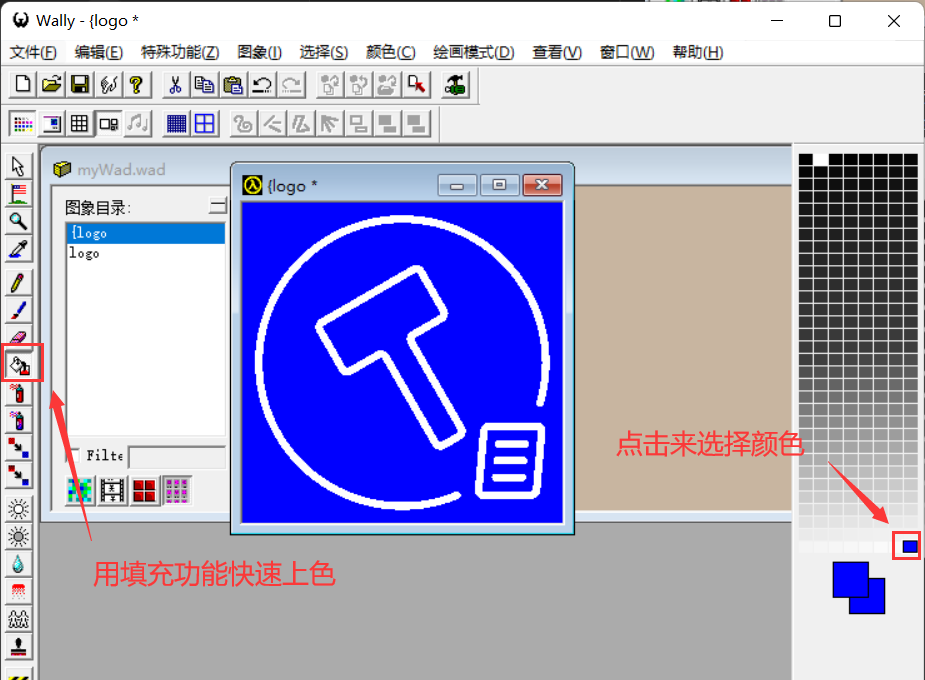 Wally - {logo *
文件(F) 编辑(E) 特殊功能(Z) 图象(I) 选择(S) 颜色(C) 绘画模式(D) 查看(V) 窗口(W) 帮助(H)
myWad.wad
{logo *
图象目录:
{logo
logo
点击来选择颜色
Filte
用填充功能快速上色